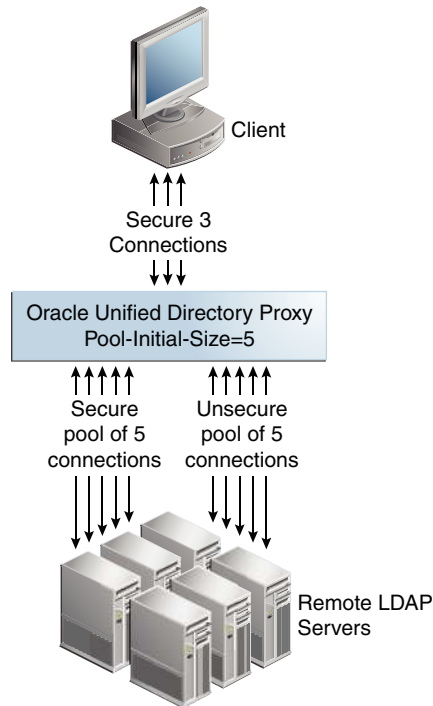 Client
Secure 3
Connections
Oracle Unified Directory Proxy
Pool-Initial-Size=5
Secure
pool of 5
connections
Unsecure
pool of 5
connections
Remote LDAP
Servers